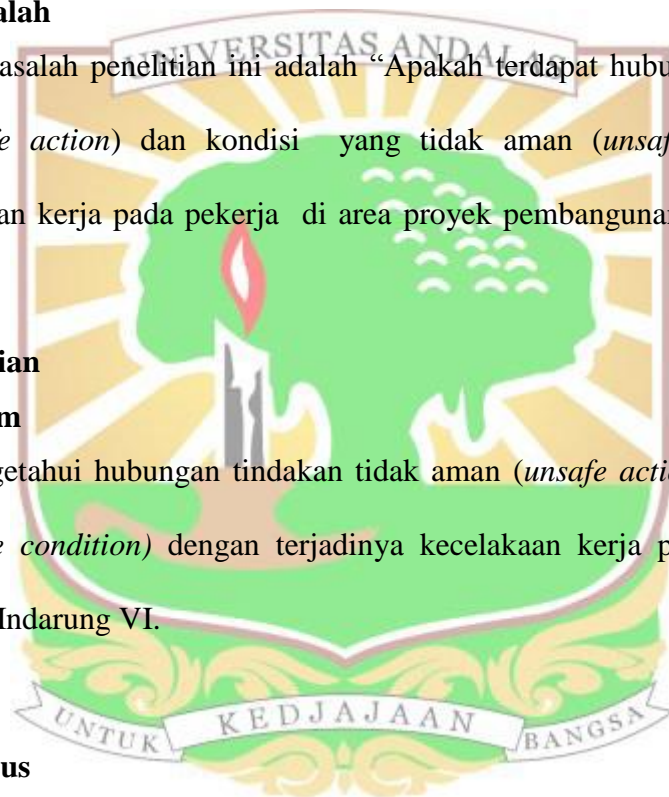 alah
UNIVERSITAS ANDALAS
asalah penelitian ini adalah “Apakah terdapat hubu
e action) dan kondisi yang tidak aman (unsaf
an kerja pada pekerja di area proyek pembangunan
ian
m
getahui hubungan tindakan tidak aman (unsafe actio
e condition) dengan terjadinya kecelakaan kerja p
Indarung VI.
UNTUK KEDJAJAAN BANGSA
us